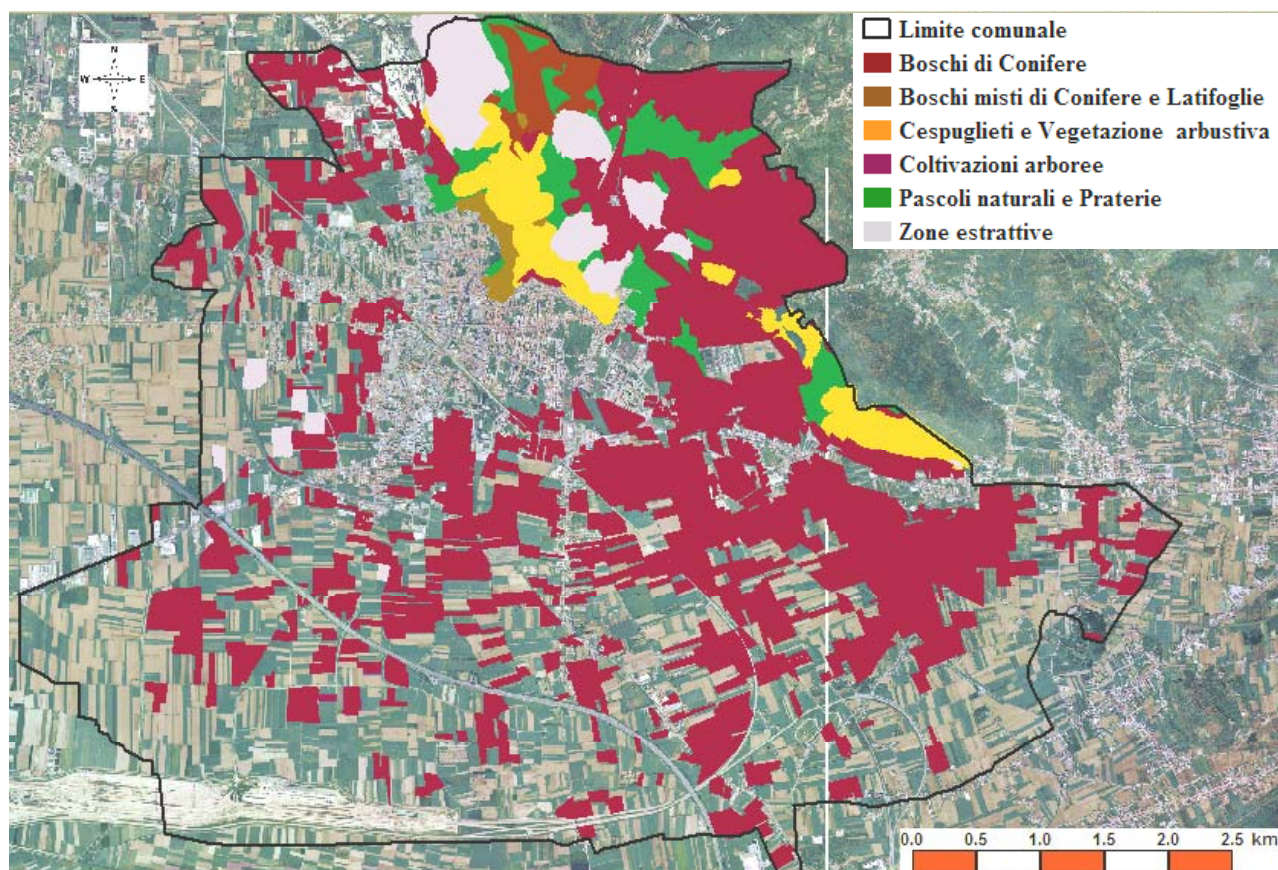 Limite comunale
Boschi di Conifere
Boschi misti di Conifere e Latifoglie
Cespuglieti e Vegetazione arbustiva
Coltivazioni arboree
Pascoli naturali e Praterie
Zone estrattive
N
W E
S
0.0 0.5 1.0 1.5 2.0 2.5 km